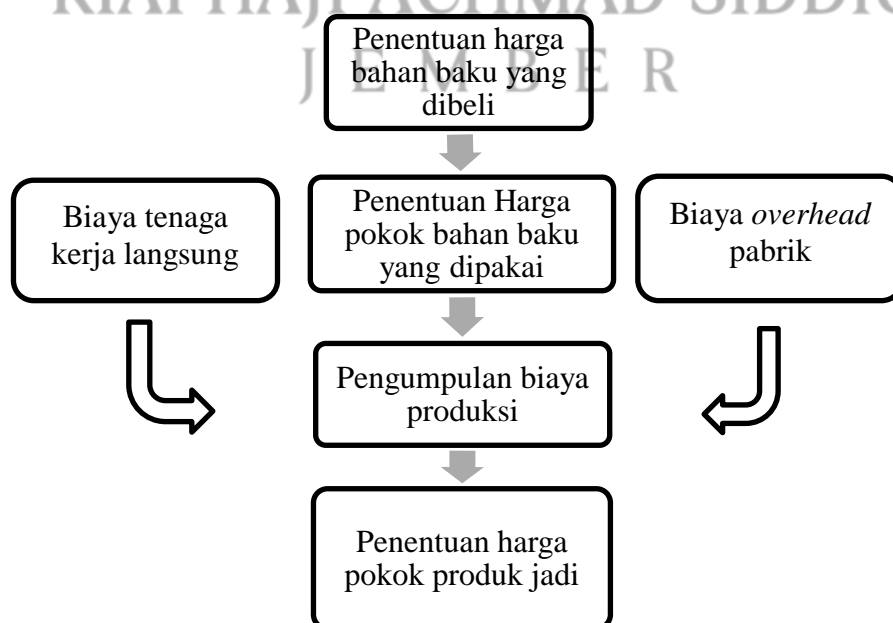 KIAI HAJI ACHMAD SIDDIQ
J E M B E R
Penentuan harga
bahan baku yang
dibeli
Biaya tenaga
kerja langsung
Penentuan Harga
pokok bahan baku
yang dipakai
Biaya overhead
pabrik
Pengumpulan biaya
produksi
Penentuan harga
pokok produk jadi